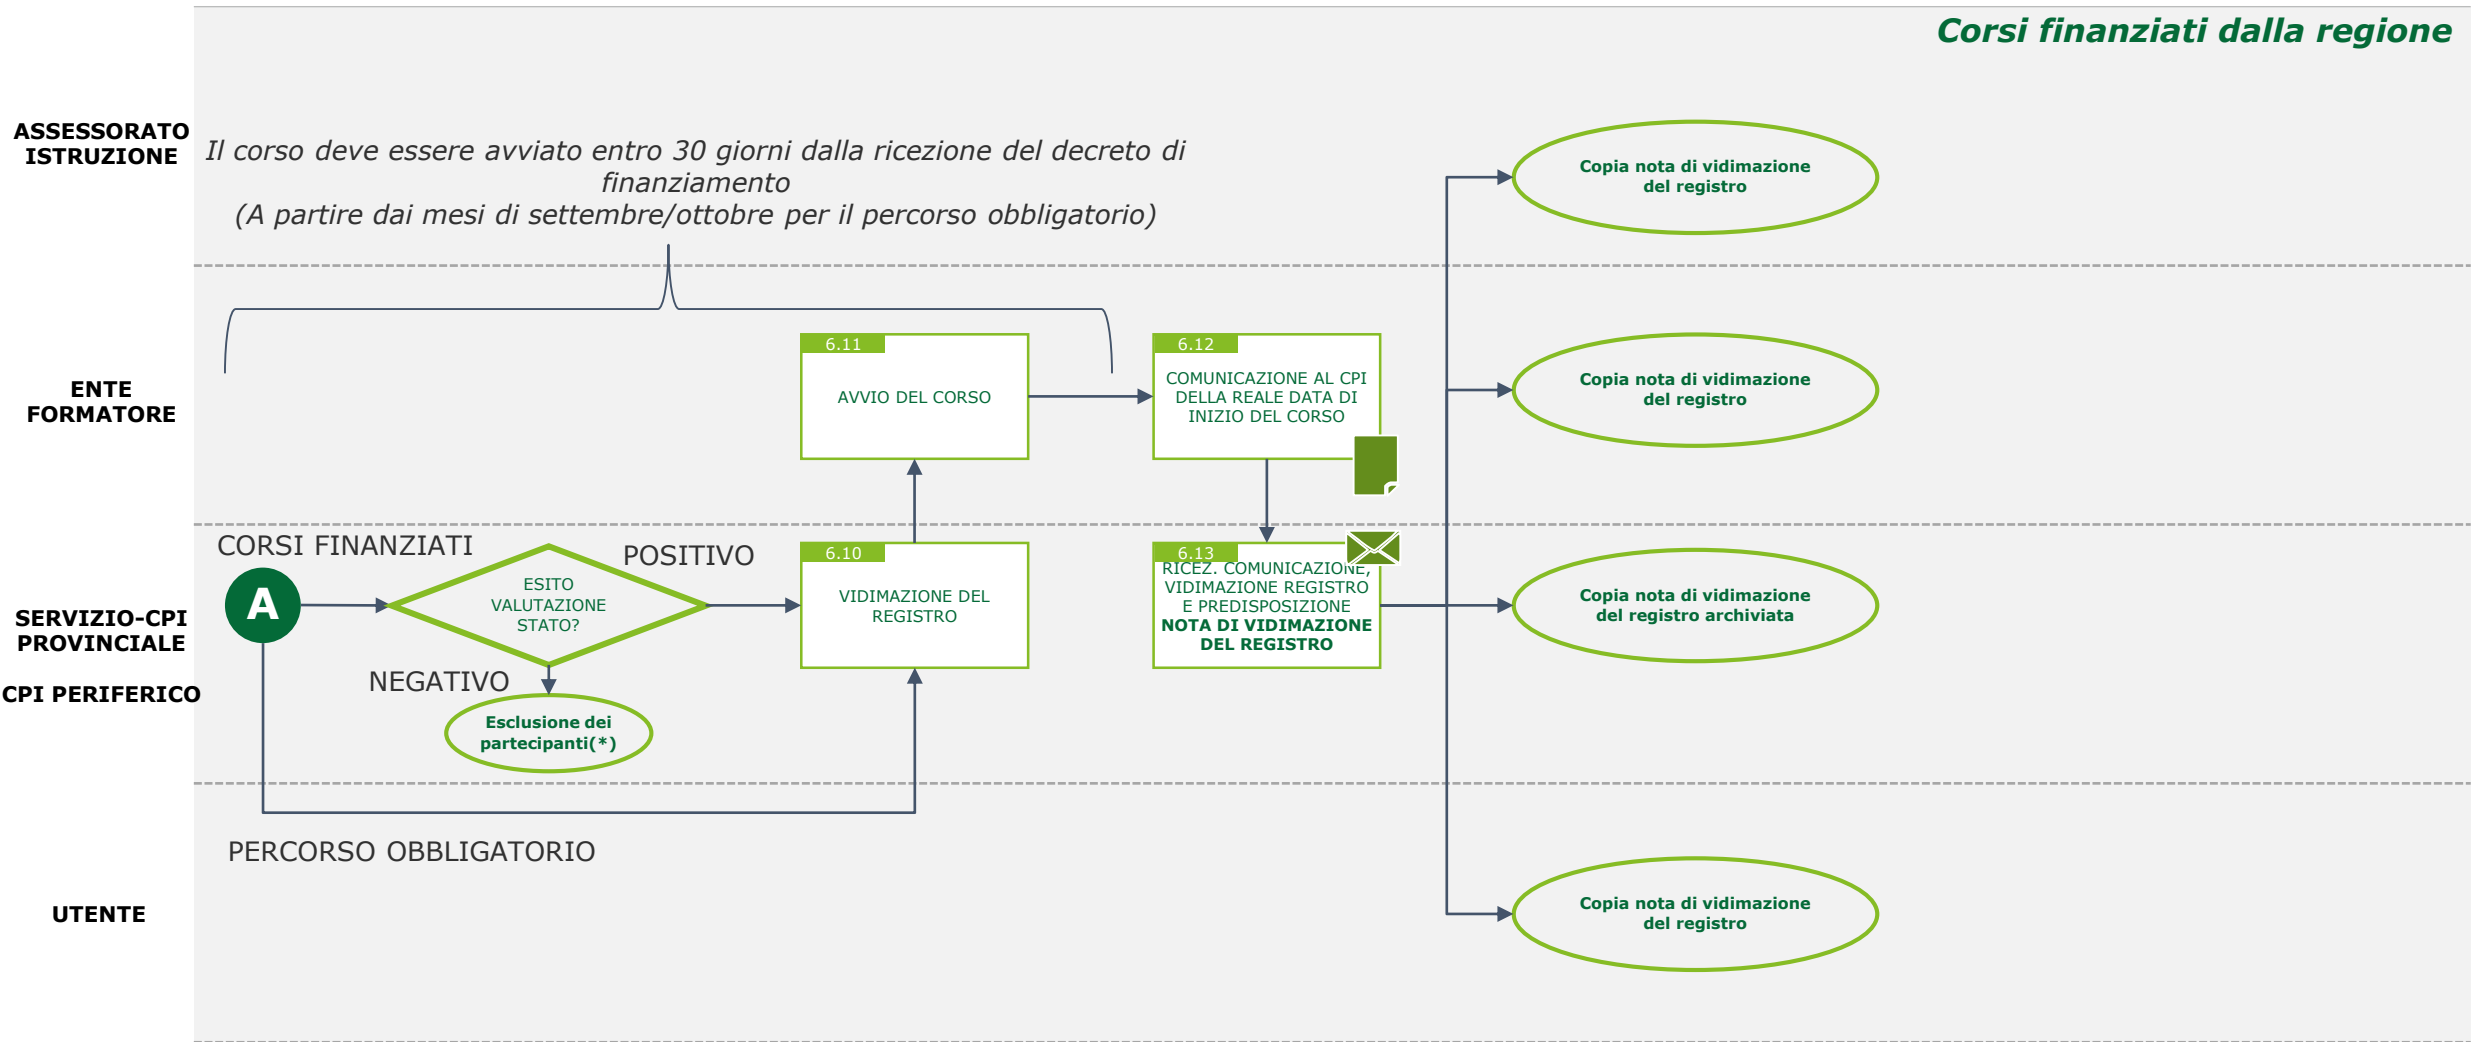 Corsi finanziati dalla regione
ASSESSORATO
ISTRUZIONE
Il corso deve essere avviato entro 30 giorni dalla ricezione del decreto di
finanziamento
(A partire dai mesi di settembre/ottobre per il percorso obbligatorio)
Copia nota di vidimazione
del registro
ENTE
FORMATORE
6.11
AVVIO DEL CORSO
6.12
COMUNICAZIONE AL CPI
DELLA REALE DATA DI
INIZIO DEL CORSO
Copia nota di vidimazione
del registro
SERVIZIO-CPI
PROVINCIALE
CPI PERIFERICO
CORSI FINANZIATI
A
ESITO
VALUTAZIONE
STATO?
POSITIVO
NEGATIVO
Esclusione dei
partecipanti(*)
6.10
VIDIMAZIONE DEL
REGISTRO
6.13
RICEZ. COMUNICAZIONE,
VIDIMAZIONE REGISTRO
E PREDISPOSIZIONE
NOTA DI VIDIMAZIONE
DEL REGISTRO
Copia nota di vidimazione
del registro archiviata
PERCORSO OBBLIGATORIO
UTENTE
Copia nota di vidimazione
del registro